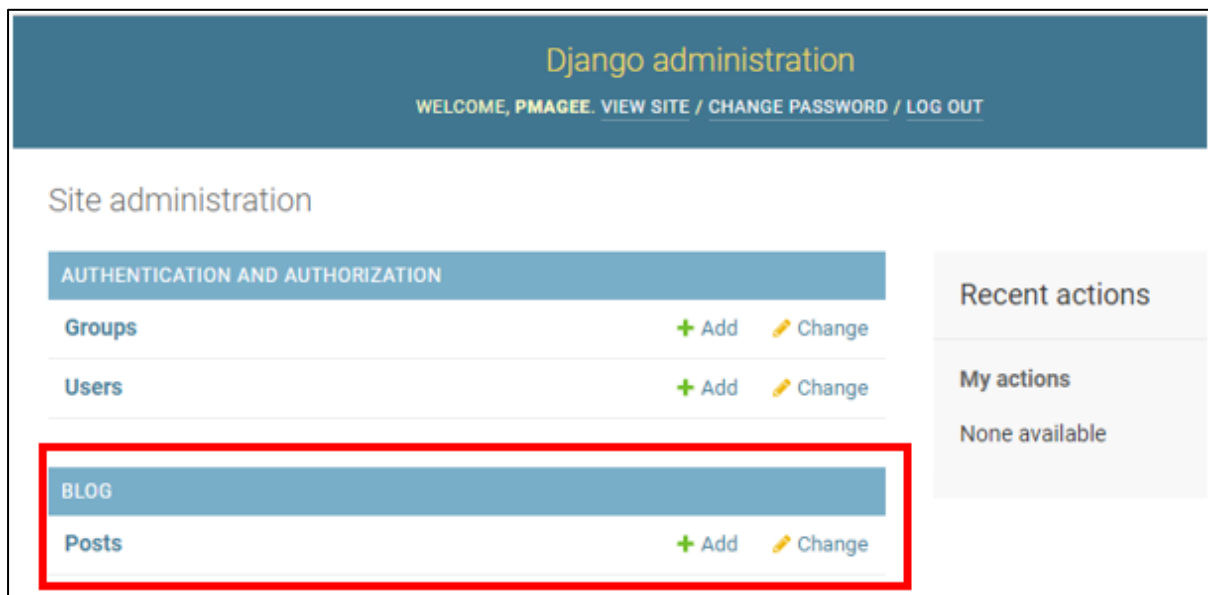 Django administration
WELCOME, PMAGEE. VIEW SITE / CHANGE PASSWORD / LOG OUT
Site administration
AUTHENTICATION AND AUTHORIZATION
Groups + Add Change
Users + Add Change
BLOG
Posts + Add Change
Recent actions
My actions
None available